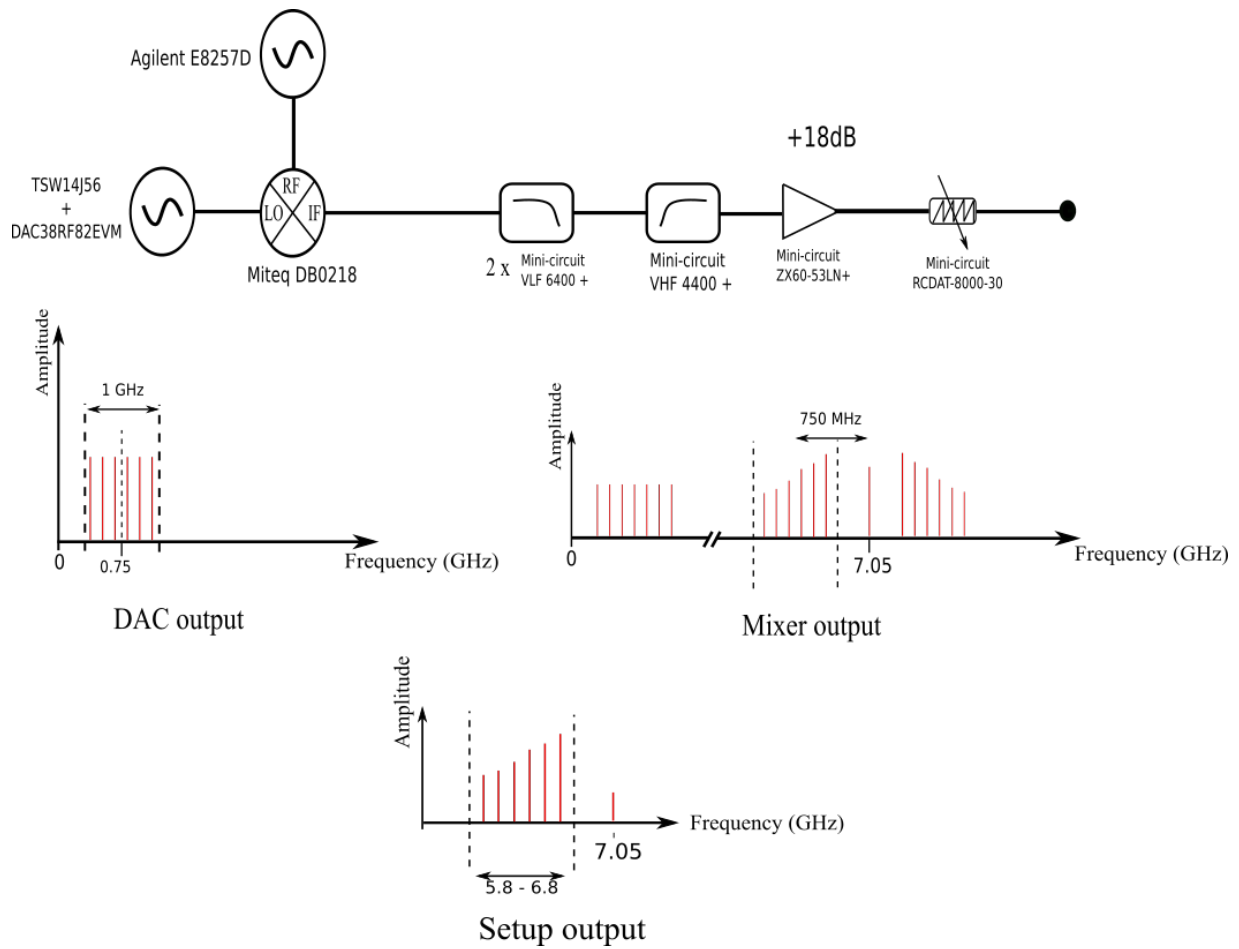 Agilent E8257D
+18dB
TSW14J56
+
DAC38RF82EVM
RF
LO
IF
Miteq DB0218
2 x
Mini-circuit
VLF 6400 +
Mini-circuit
VHF 4400 +
Mini-circuit
ZX60-53LN+
Mini-circuit
RCDAT-8000-30
Amplitude
1 GHz
0
0.75
Frequency (GHz)
DAC output
Amplitude
750 MHz
0
7.05
Frequency (GHz)
Mixer output
Amplitude
Frequency (GHz)
7.05
5.8 - 6.8
Setup output